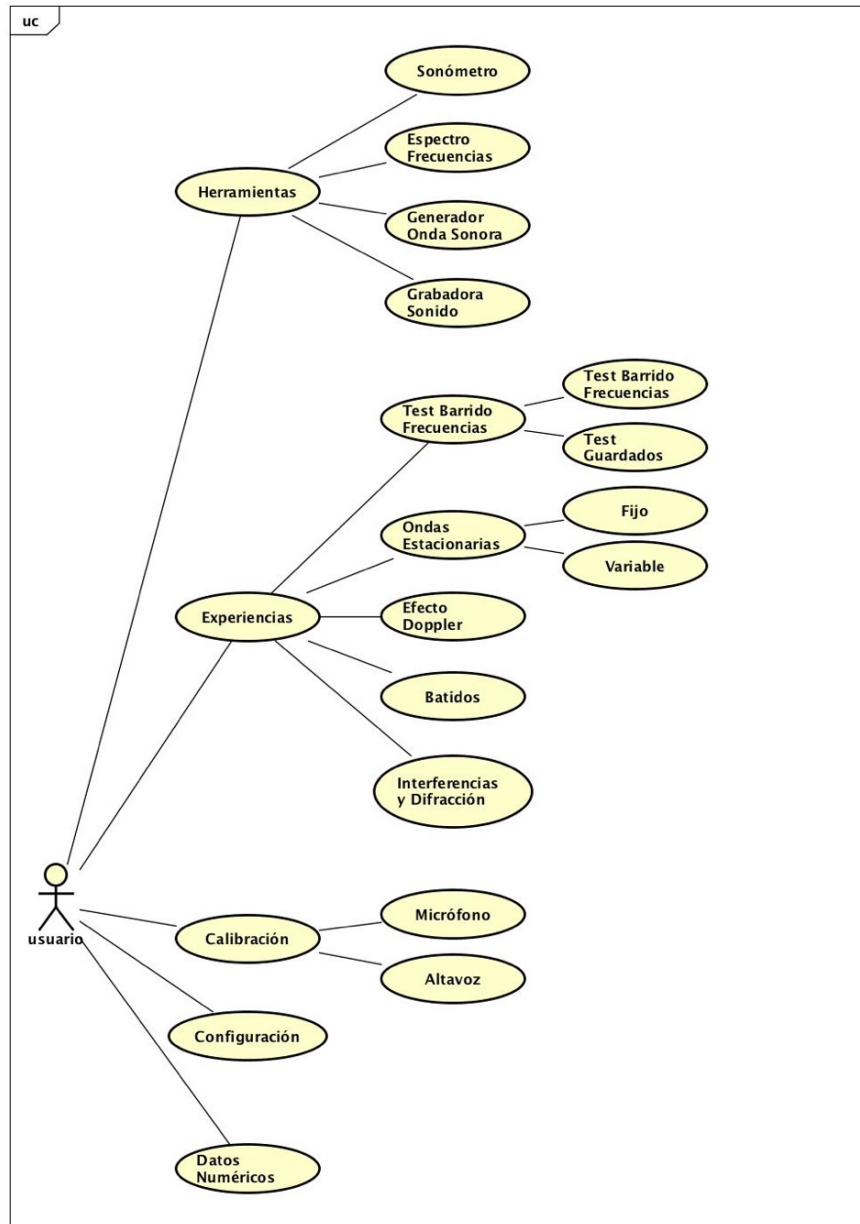 uc
Sonómetro
Espectro
Frecuencias
Herramientas
Generador
Onda Sonora
Grabadora
Sonido
Test Barrido
Frecuencias
Test Barrido
Frecuencias
Test
Guardados
Ondas
Estacionarias
Fijo
Variable
Experiencias
Efecto
Doppler
Batidos
Interferencias
y Difracción
usuario
Calibración
Micrófono
Altavoz
Configuración
Datos
Numéricos